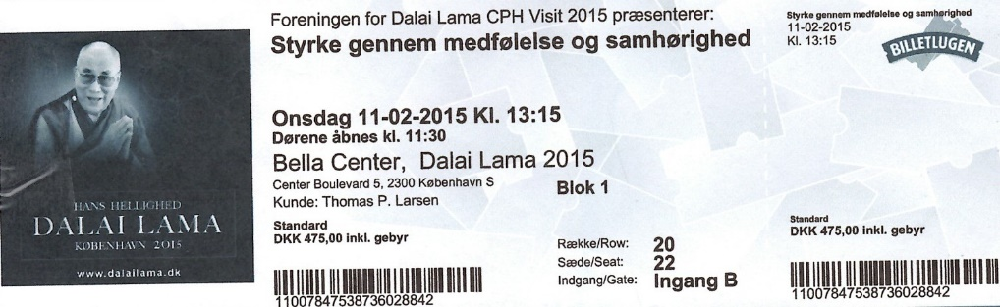 HANS HELLIGHED
DALAI LAMA
KØBENHAVN 2015
www.dalailama.dk
Foreningen for Dalai Lama CPH Visit 2015 præsenterer:
Styrke gennem medfølelse og samhørighed
Onsdag 11-02-2015 Kl. 13:15
Dørene åbnes kl. 11:30
Bella Center, Dalai Lama 2015
Center Boulevard 5, 2300 København S
Blok 1
Kunde: Thomas P. Larsen
Standard
DKK 475,00 inkl. gebyr
Række/Row: 20
Sæde/Seat: 22
Indgang/Gate: Ingang B
11007847538736028842
Styrke gennem medfølelse og samhørighed
11-02-2015
Kl. 13:15
BILLETLUGEN
Standard
DKK 475,00 inkl. gebyr
11007847538736028842